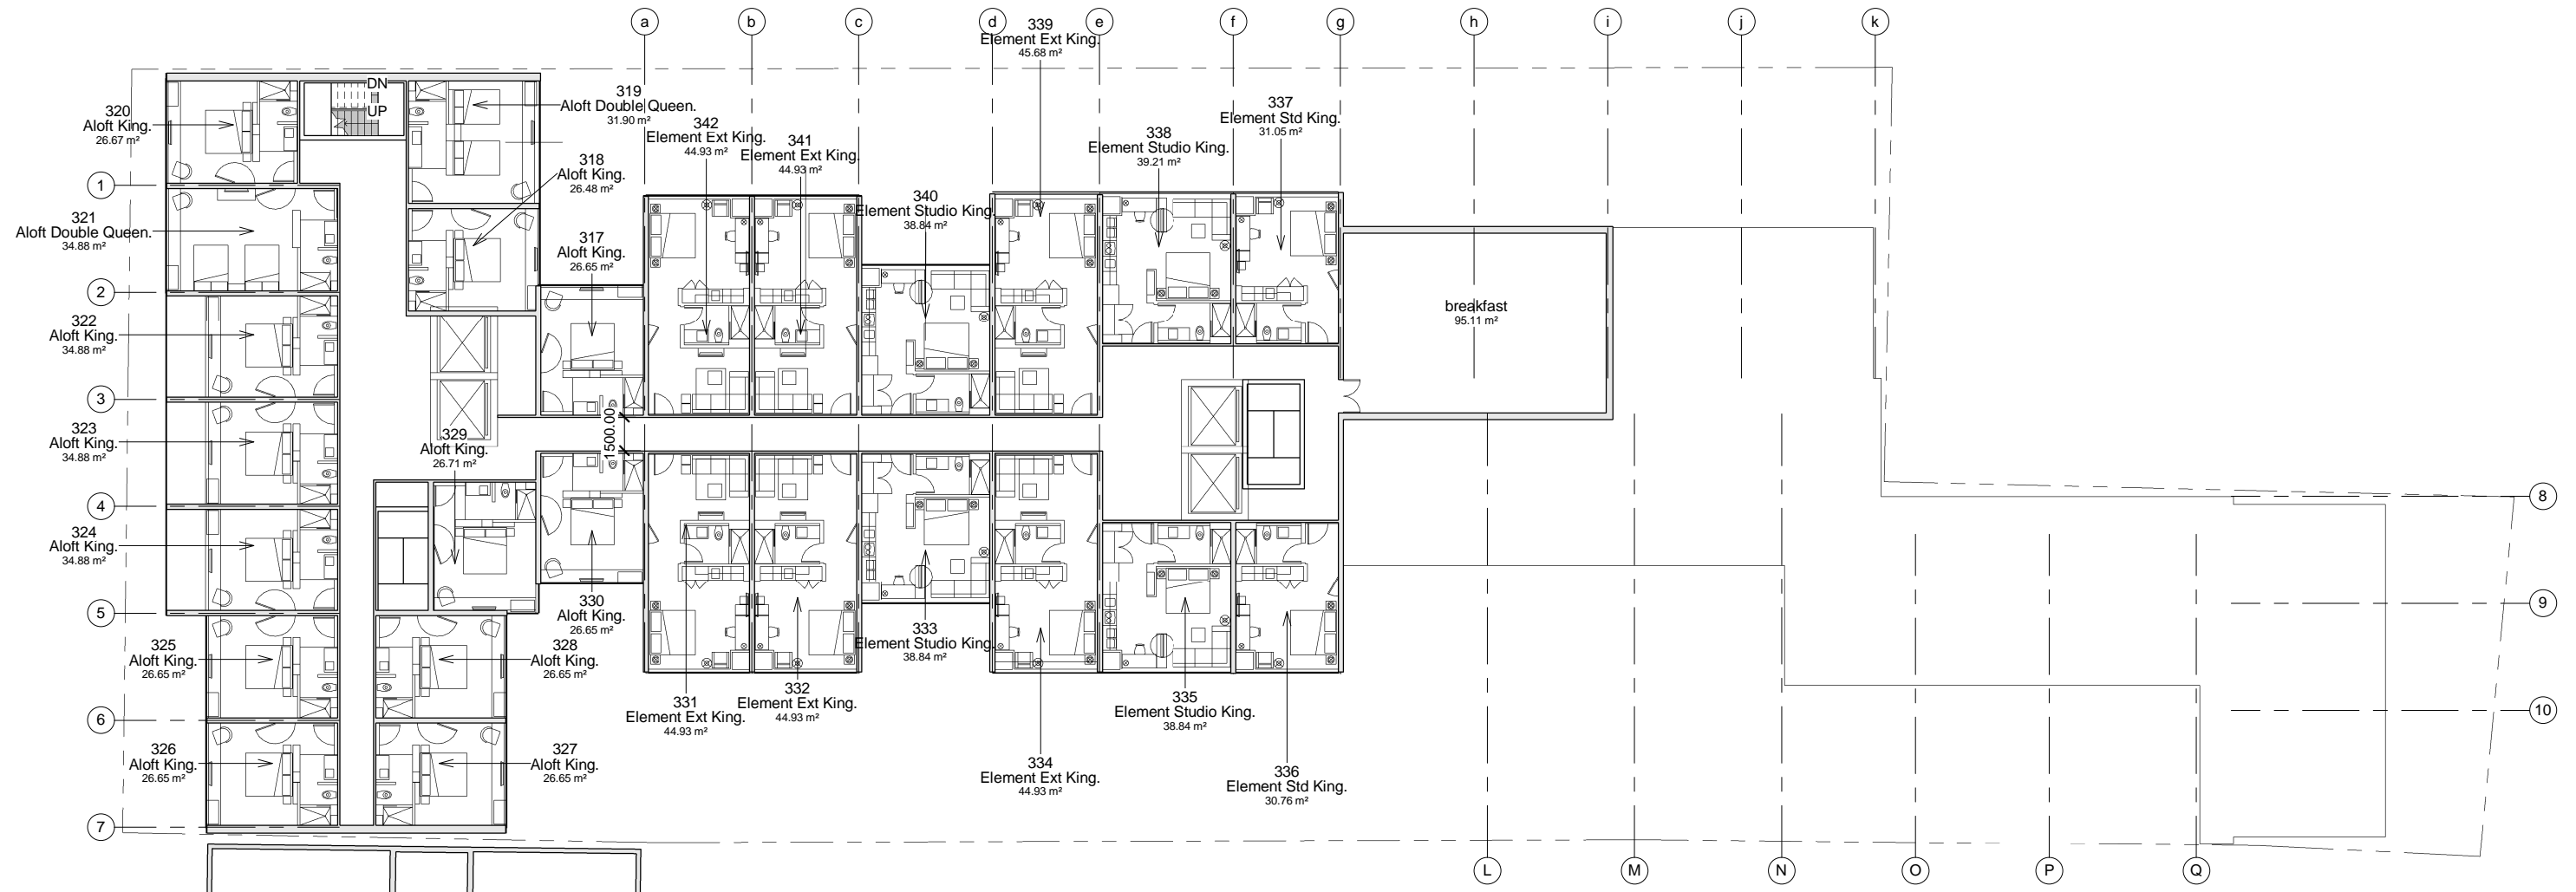 a
b
c
d
e
f
g
h
i
j
k
339
Element Ext King.
45.68 m²
DN
UP
319
Aloft Double Queen.
31.90 m²
320
Aloft King.
26.67 m²
342
Element Ext King.
44.93 m²
341
Element Ext King.
44.93 m²
338
Element Studio King.
39.21 m²
337
Element Std King.
31.05 m²
318
Aloft King.
26.48 m²
1
340
Element Studio King.
38.84 m²
321
Aloft Double Queen.
34.88 m²
317
Aloft King.
26.65 m²
2
322
Aloft King.
34.88 m²
breakfast
95.11 m²
3
323
Aloft King.
34.88 m²
329
Aloft King.
26.71 m²
1500.00
4
8
324
Aloft King.
34.88 m²
5
9
330
Aloft King.
26.65 m²
333
Element Studio King.
38.84 m²
325
Aloft King.
26.65 m²
328
Aloft King.
26.65 m²
331
Element Ext King.
44.93 m²
332
Element Ext King.
44.93 m²
335
Element Studio King.
38.84 m²
6
10
326
Aloft King.
26.65 m²
327
Aloft King.
26.65 m²
334
Element Ext King.
44.93 m²
336
Element Std King.
30.76 m²
7
L
M
N
O
P
Q